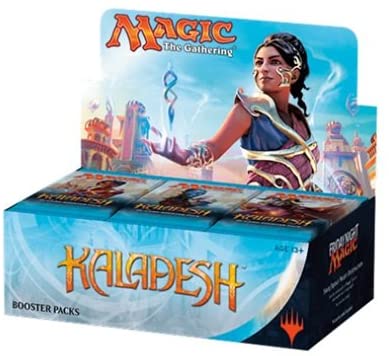 MAGIC
The Gathering
KALADESH
KALADESH
KALADESH
KALADESH
AGE 13+
FRIDAY NIGHT
MAGIC
BOOSTER PACKS